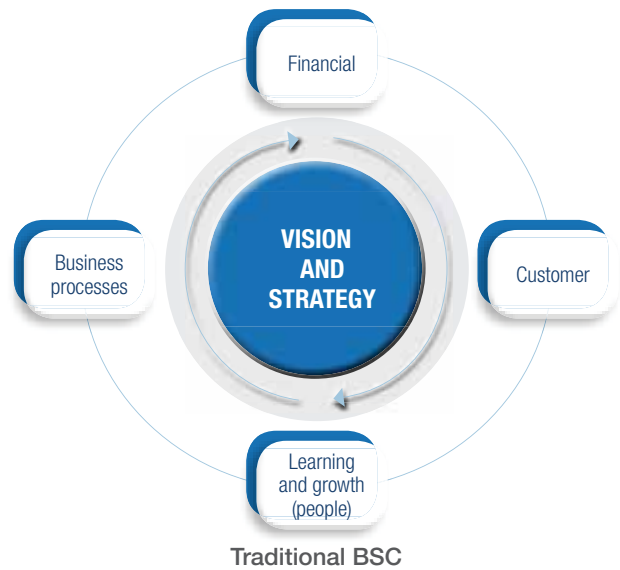 Financial
Business
processes
VISION
AND
STRATEGY
Customer
Learning
and growth
(people)
Traditional BSC